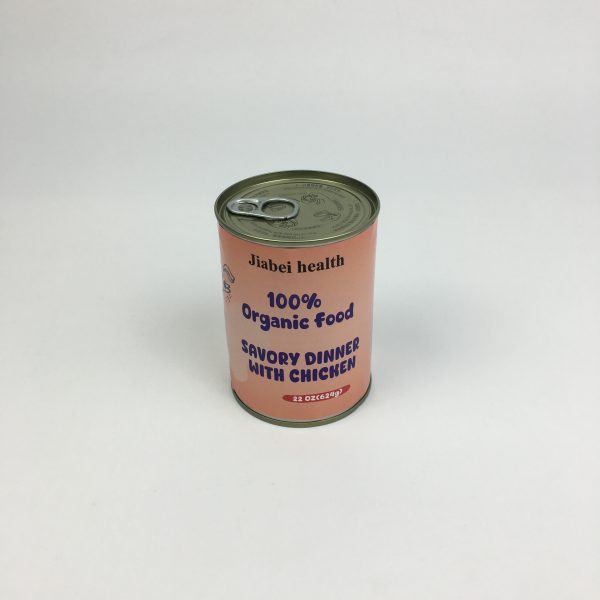 Jiabei health
100%
Organic Food
SAVORY DINNER
WITH CHICKEN
22 OZ(624g)